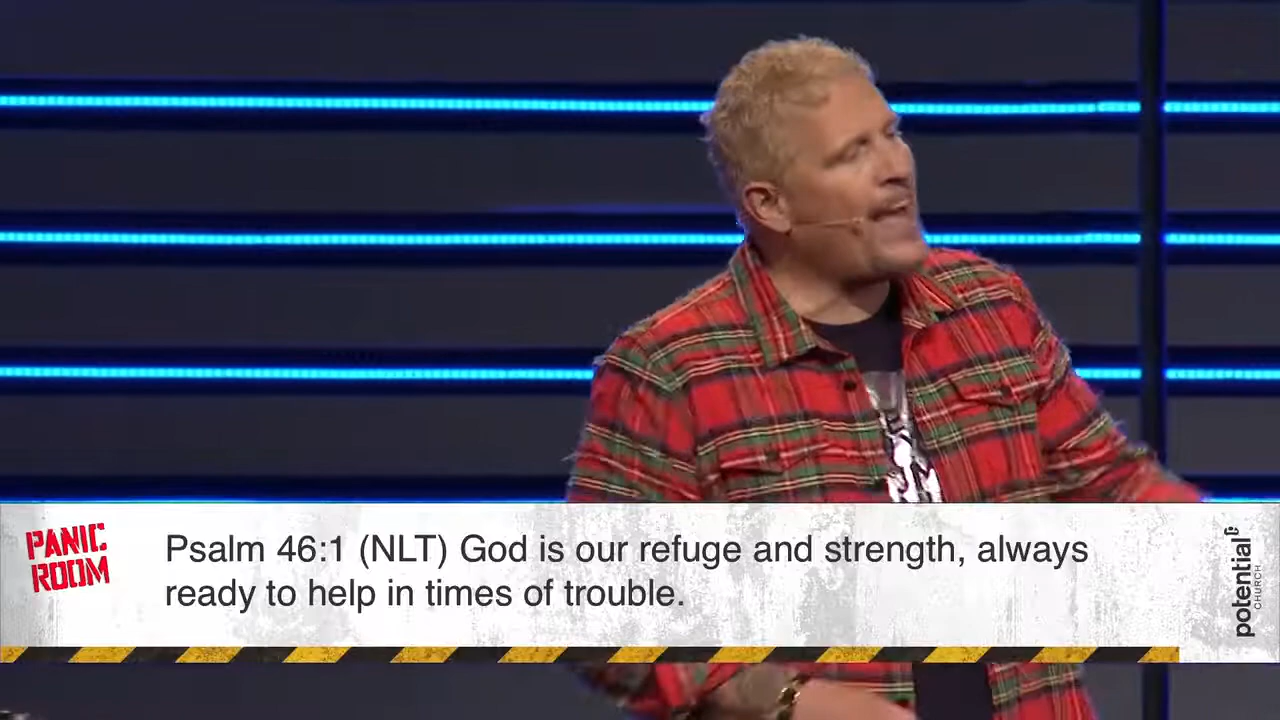 PANIC
ROOM
Psalm 46:1 (NLT) God is our refuge and strength, always
ready to help in times of trouble.
potential
CHURCH